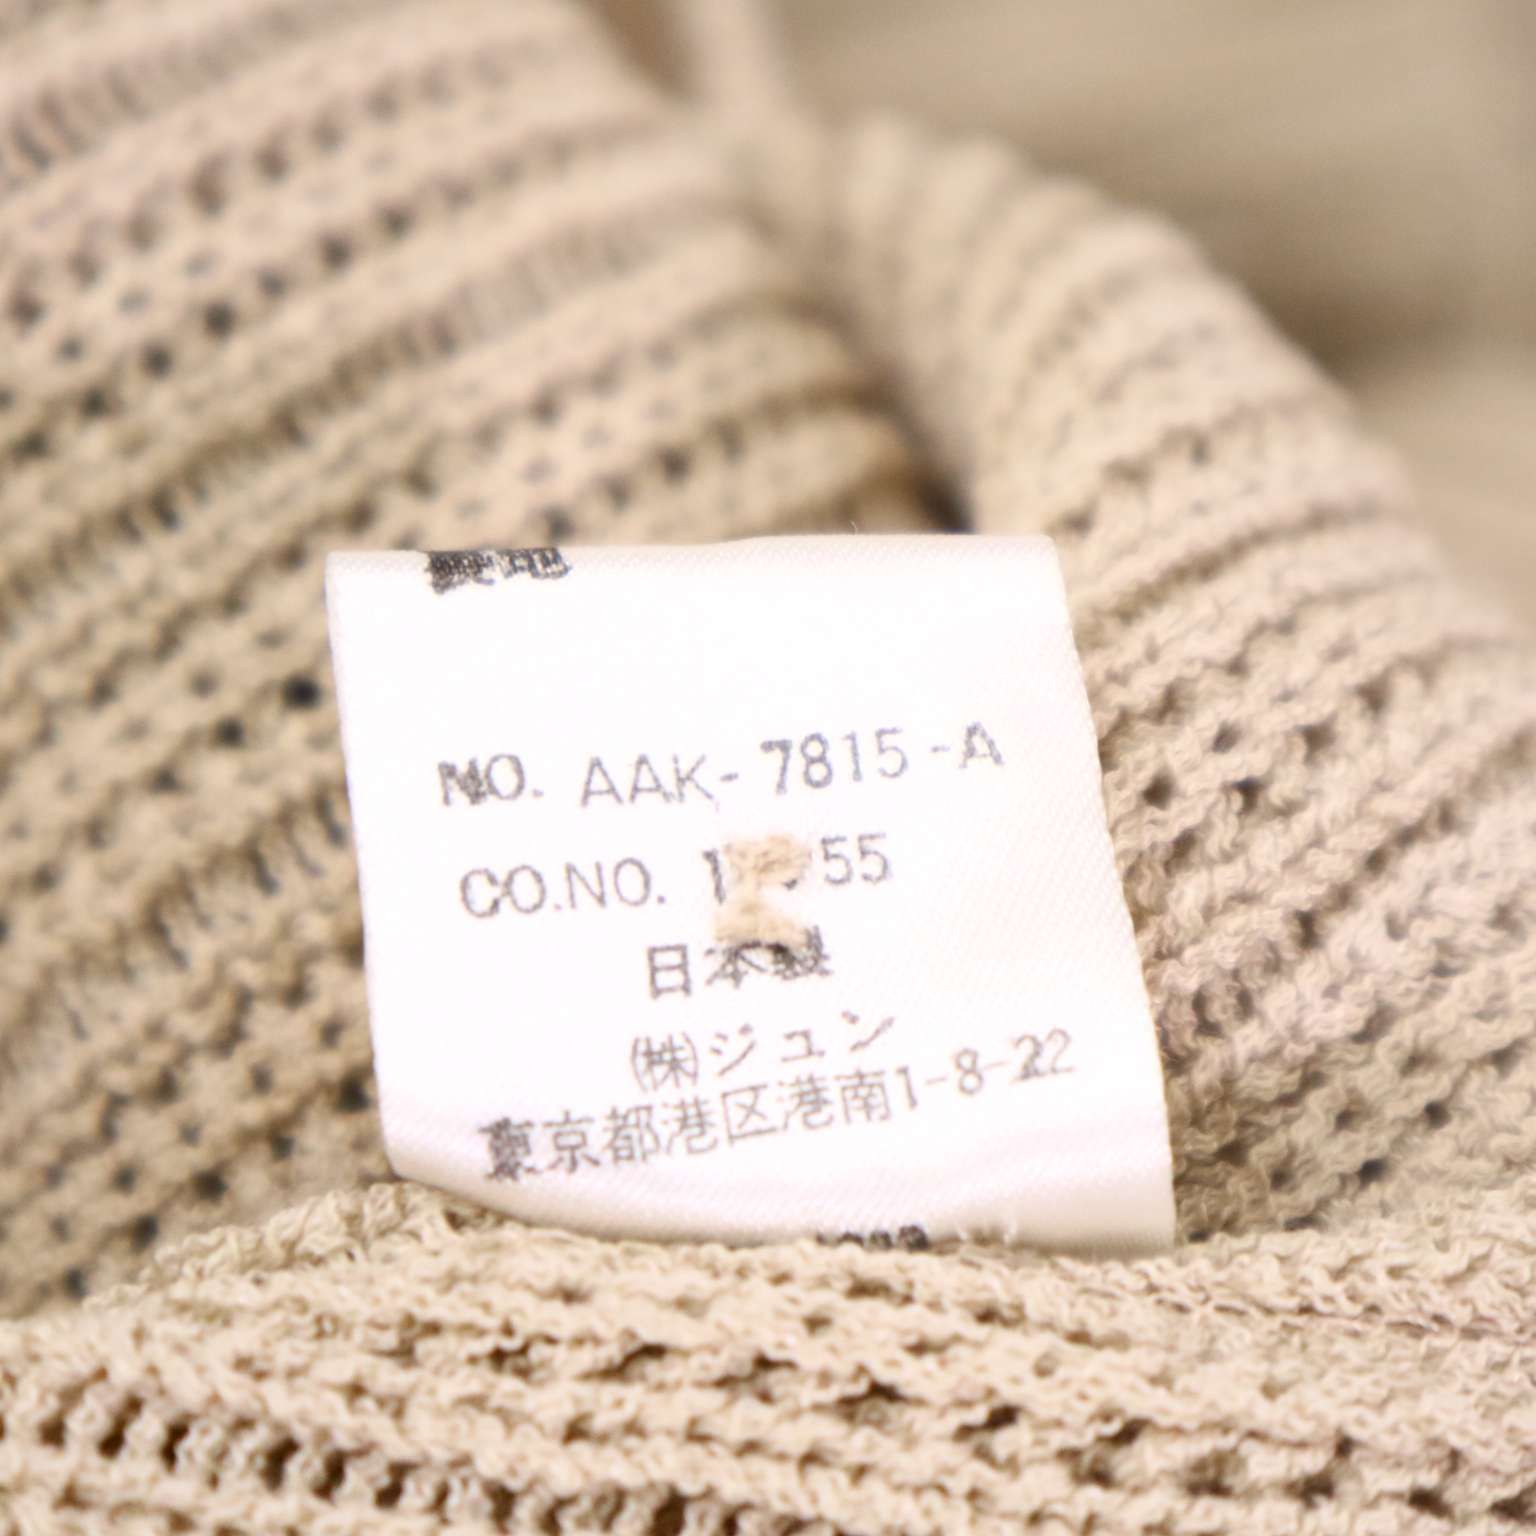 NO. AAK-7815-A
CO.NO. 55
日本製
㈱ジュン
東京都港区港南1-8-22